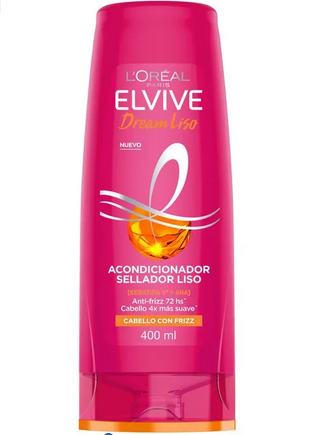 L'ORÉAL
PARIS
ELVIVE
Dream Liso
NUEVO
ACONDICIONADOR
SELLADOR LISO
Anti-frizz 72 hs*
Cabello 4x más suave*
CABELLO CON FRIZZ
400 ml